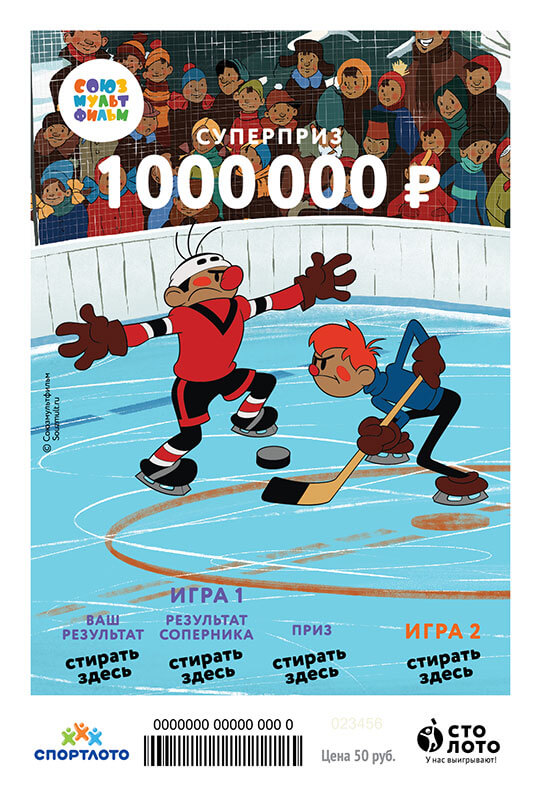 СОЮЗ
МУЛЬТ
ФИЛЬМ
СУПЕРПРИЗ
1 000 000 ₽
© Союзмультфильм
Souzmult.ru
ИГРА 1
ВАШ
РЕЗУЛЬТАТ
стирать
здесь
РЕЗУЛЬТАТ
СОПЕРНИКА
стирать
здесь
ПРИЗ
стирать
здесь
ИГРА 2
стирать
здесь
СПОРТЛОТО
0000000 00000 000 0
023456
Цена 50 руб.
СТО
ЛОТО
У нас выигрывают!